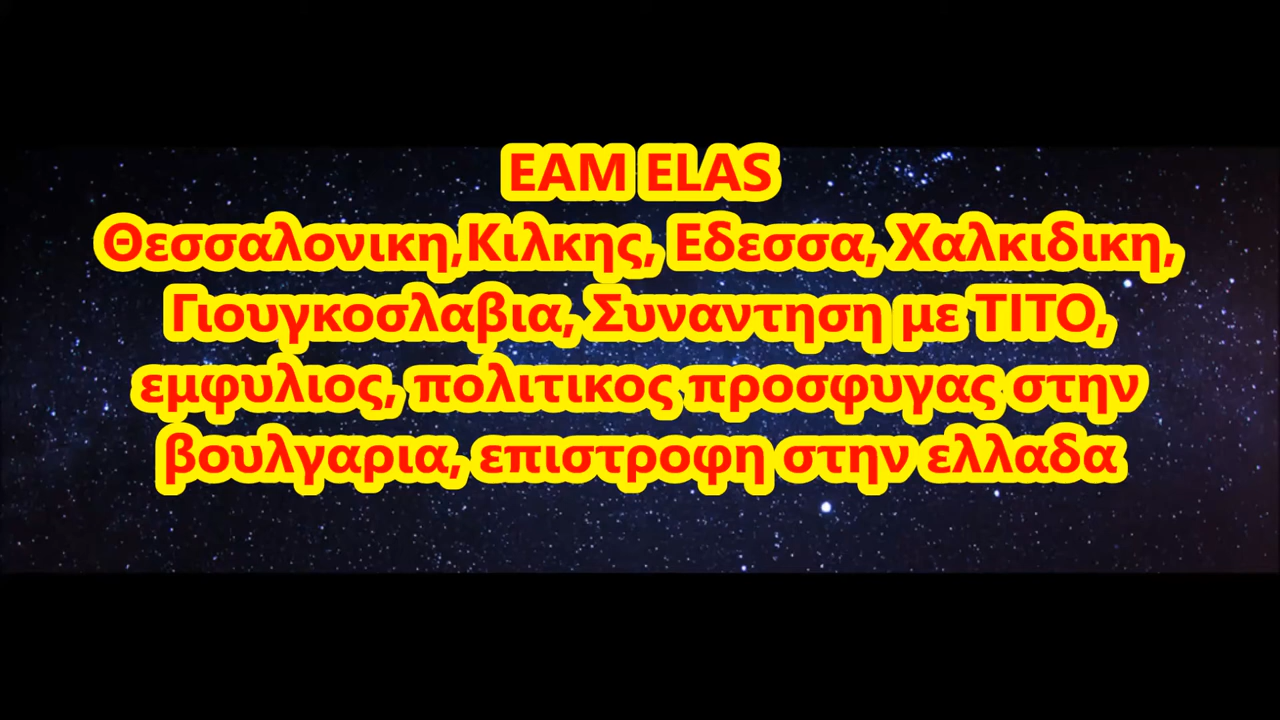 EAM ELAS
Θεσσαλονικη,Κιλκης, Εδεσσα, Χαλκιδικη,
Γιουγκοσλαβια, Συναντηση με ΤΙΤΟ,
εμφυλιος, πολιτικος προσφυγας στην
βουλγαρια, επιστροφη στην ελλαδα